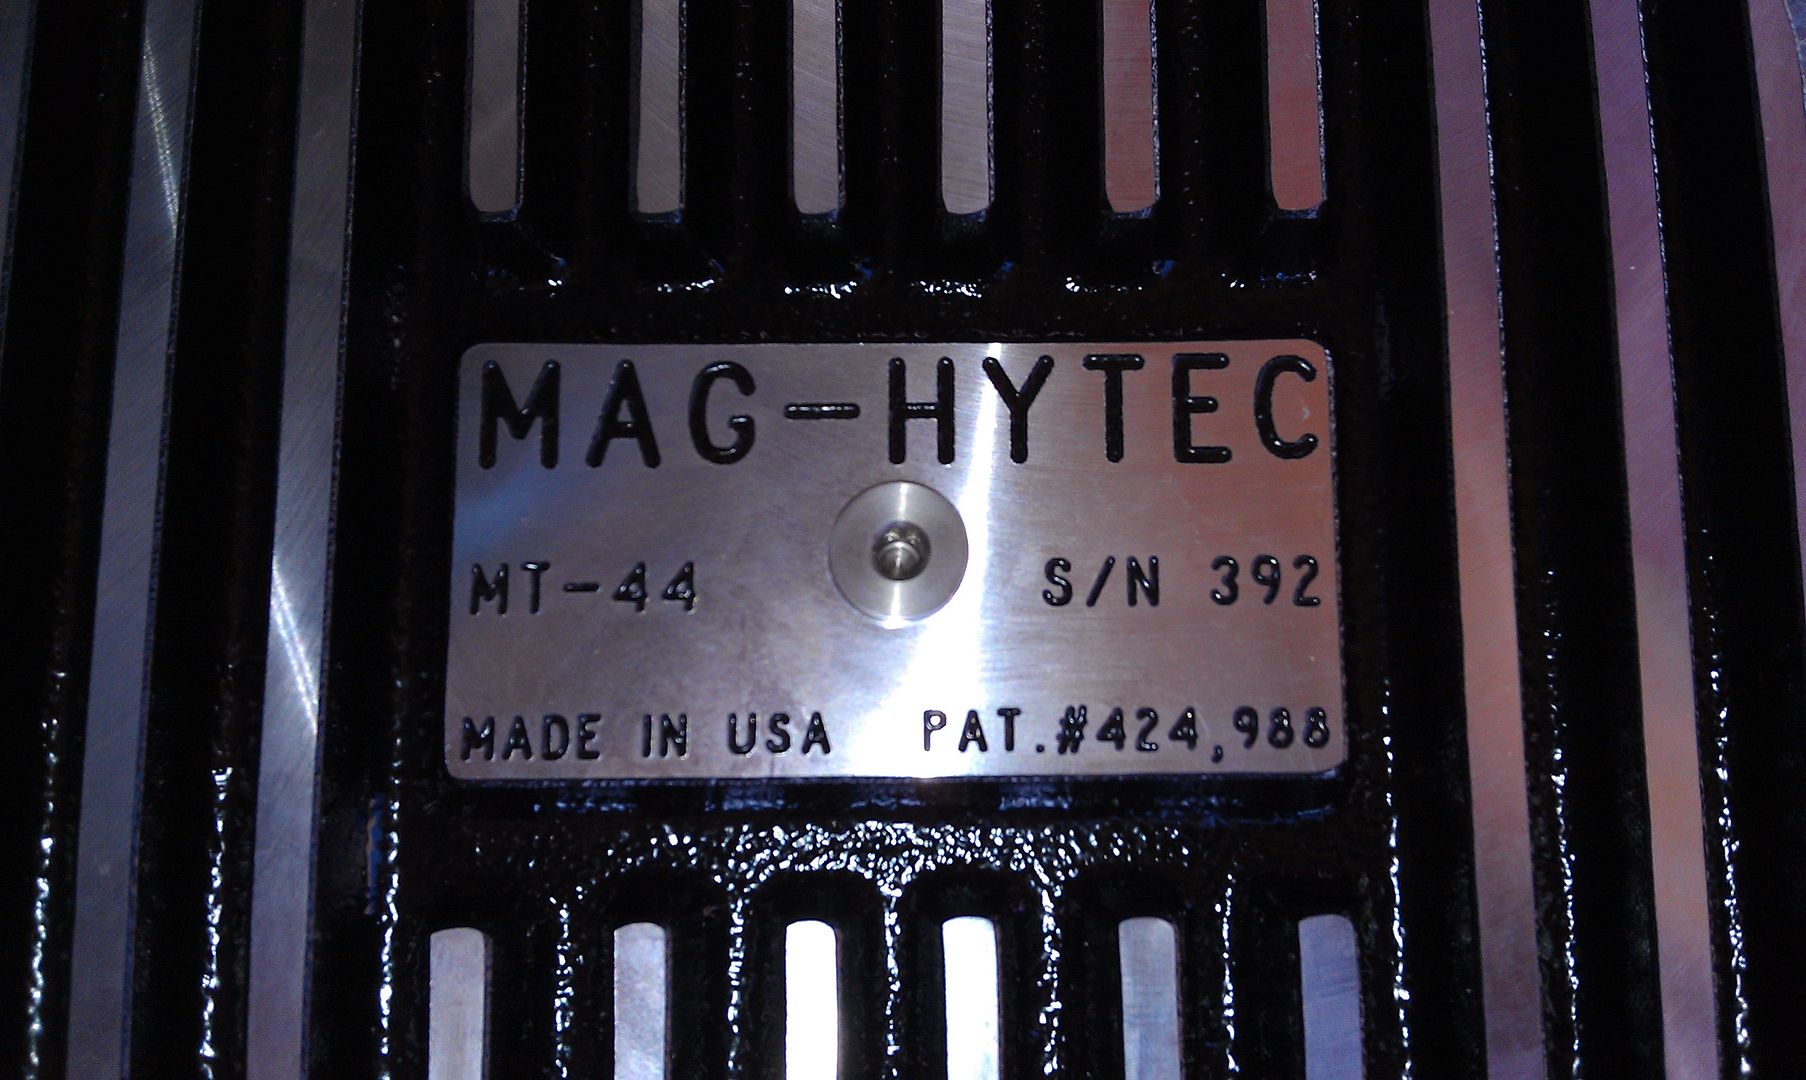 MAG-HYTEC
MT-44 S/N 392
MADE IN USA PAT.#424,988